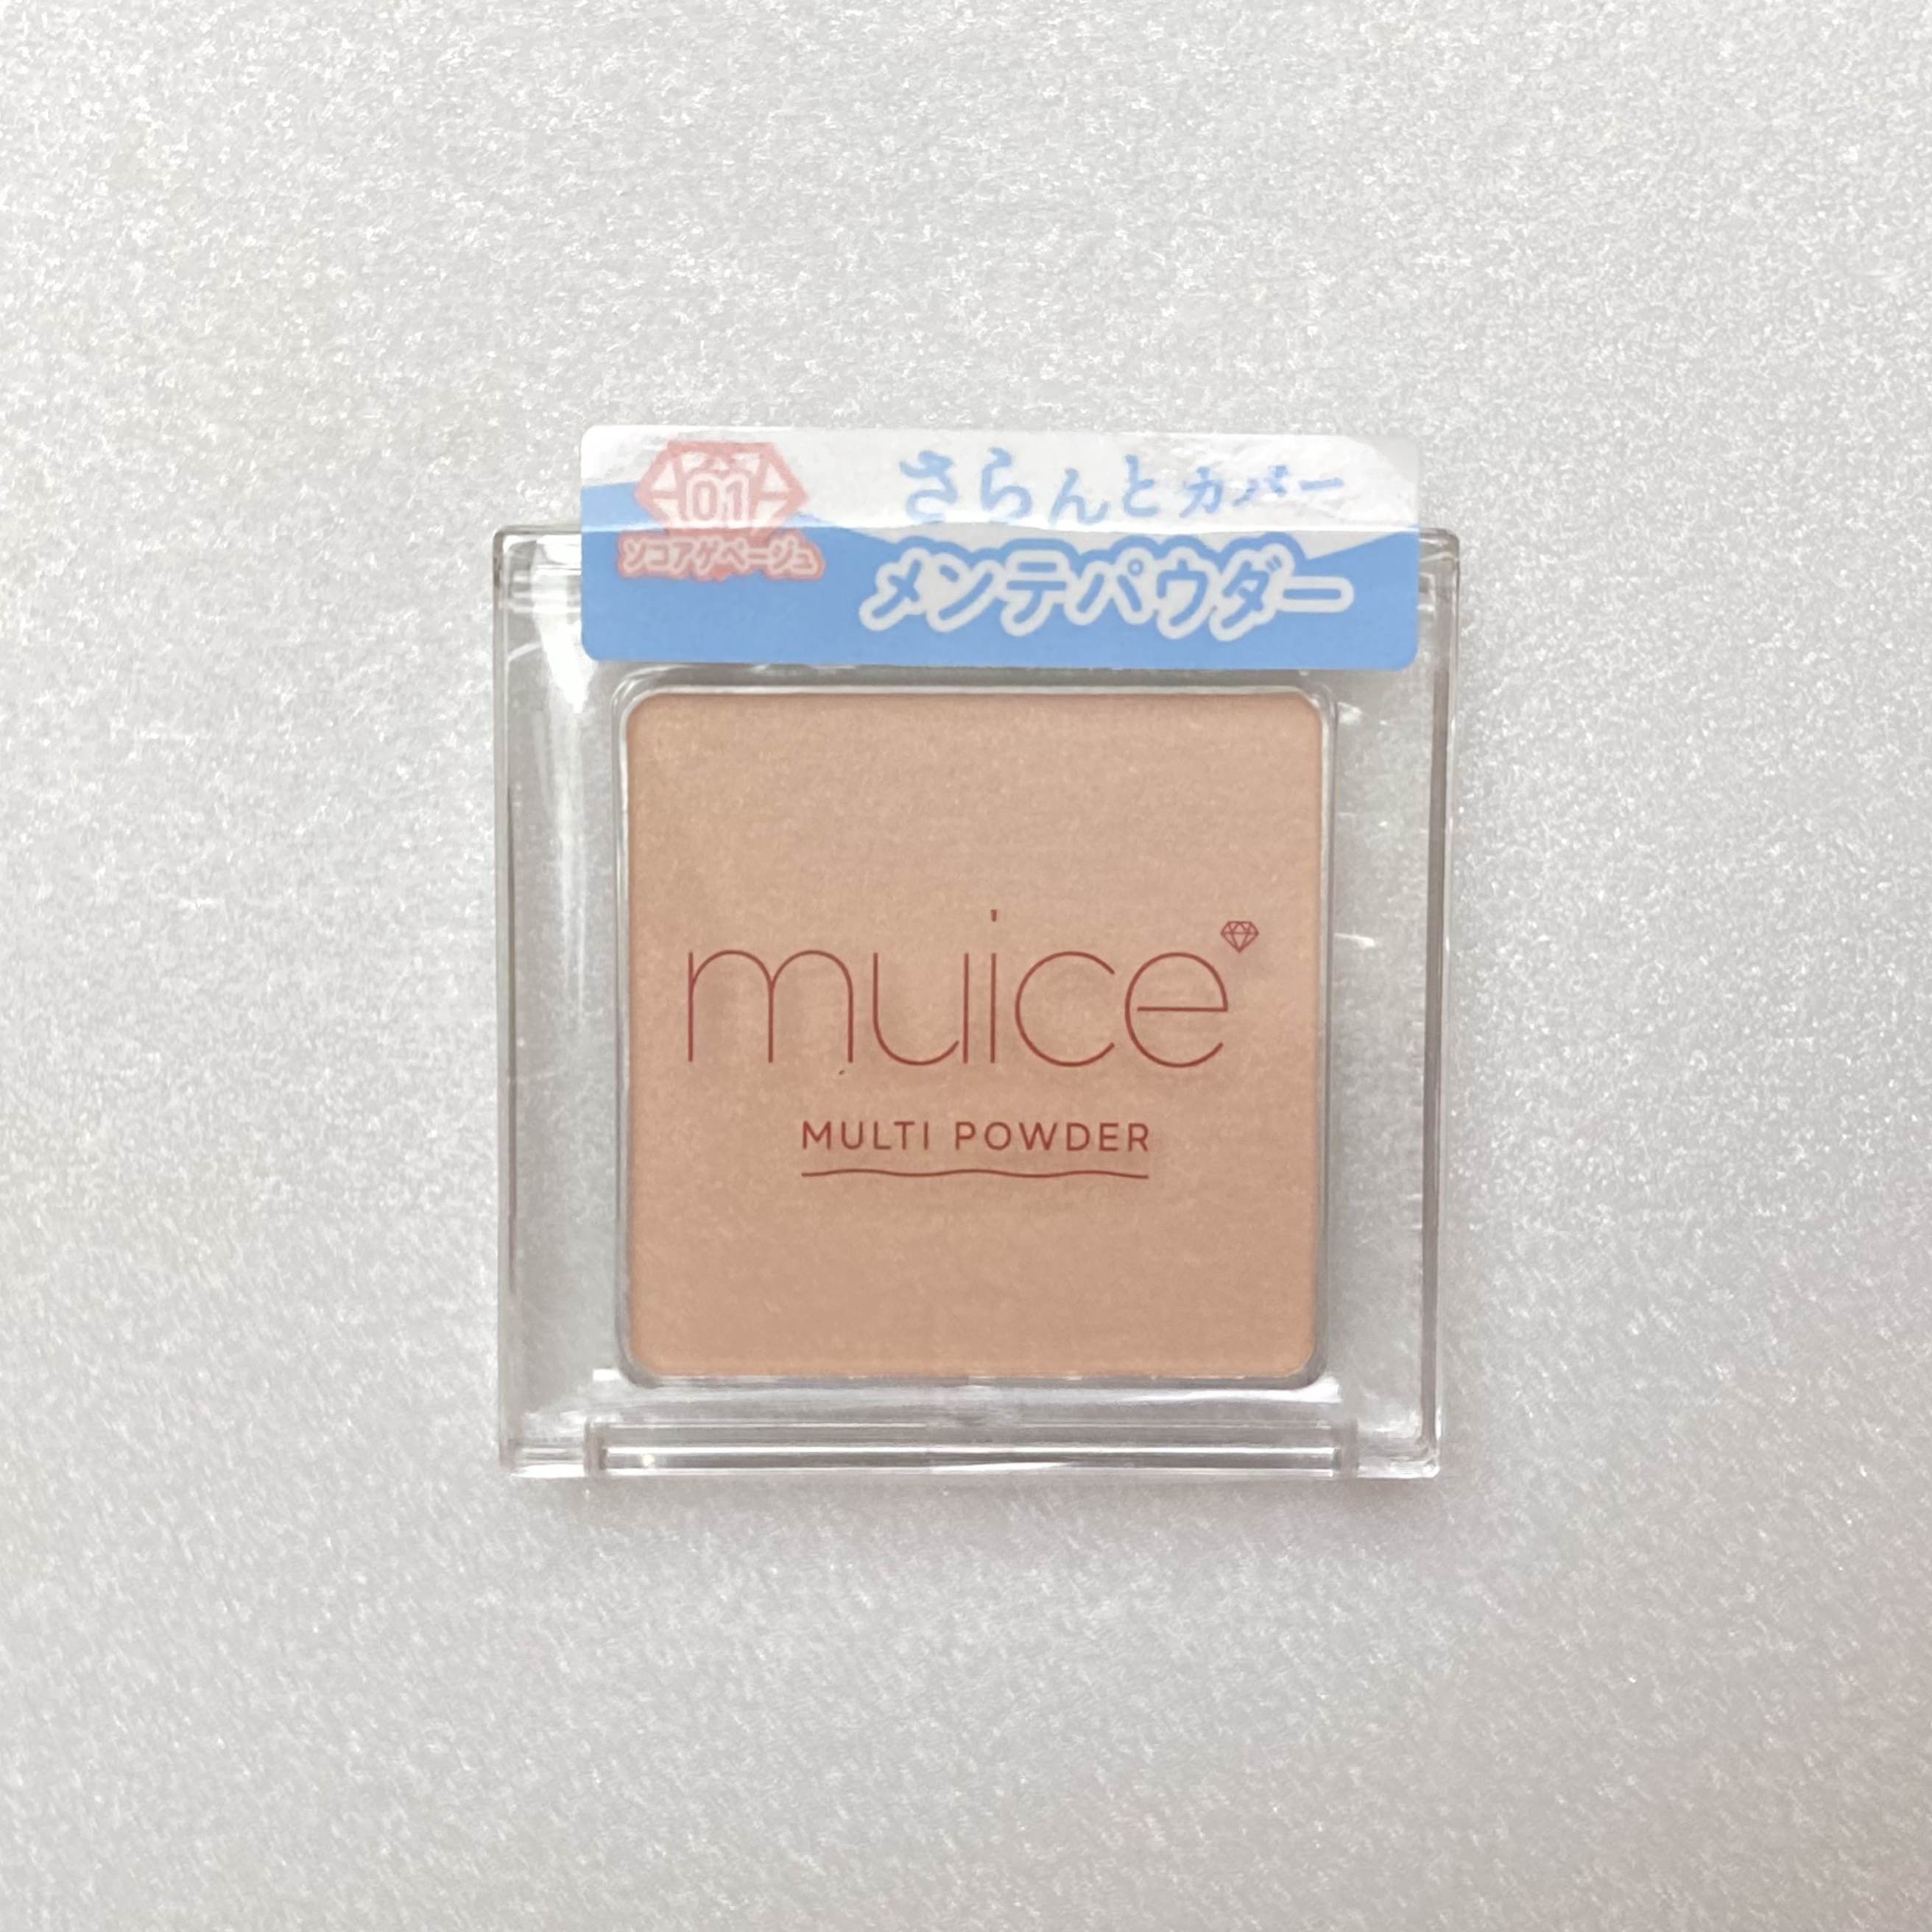 01
ソコアゲベージュ
さらんとカバー
メンテパウダー
muice
MULTI POWDER